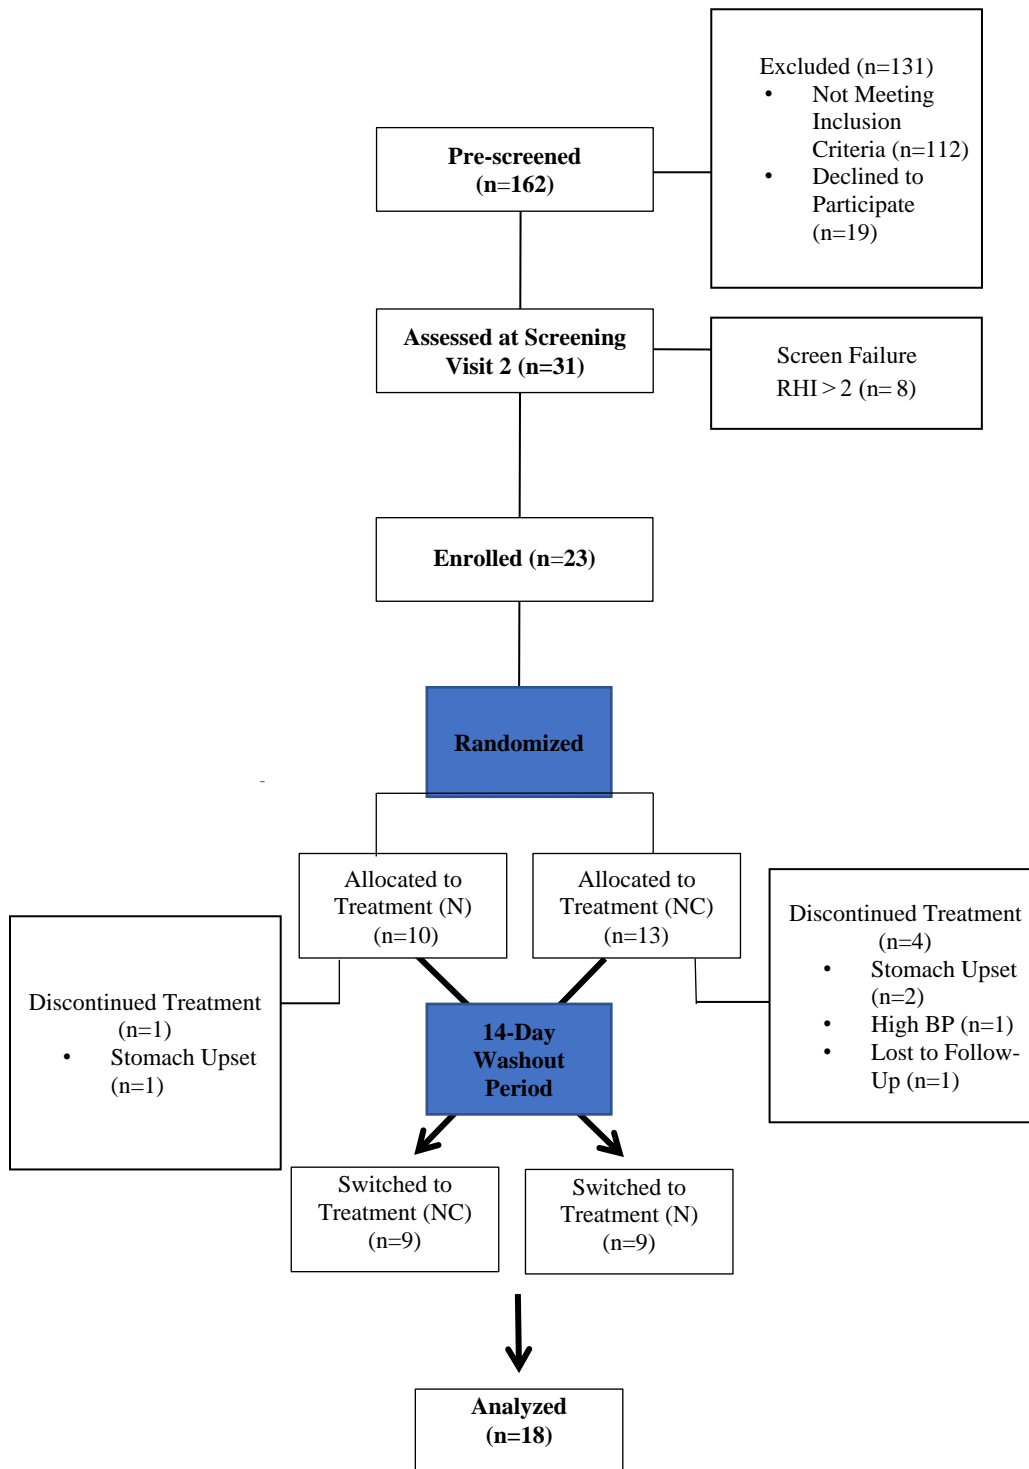 Pre-screened
(n=162)
Excluded (n=131)
• Not Meeting
Inclusion
Criteria (n=112)
• Declined to
Participate
(n=19)
Assessed at Screening
Visit 2 (n=31)
Screen Failure
RHI > 2 (n= 8)
Enrolled (n=23)
Randomized
-
Allocated to
Treatment (N)
(n=10)
Allocated to
Treatment (NC)
(n=13)
Discontinued Treatment
(n=1)
• Stomach Upset
(n=1)
Discontinued Treatment
(n=4)
• Stomach Upset
(n=2)
• High BP (n=1)
• Lost to Follow-
Up (n=1)
14-Day
Washout
Period
Switched to
Treatment (NC)
(n=9)
Switched to
Treatment (N)
(n=9)
Analyzed
(n=18)